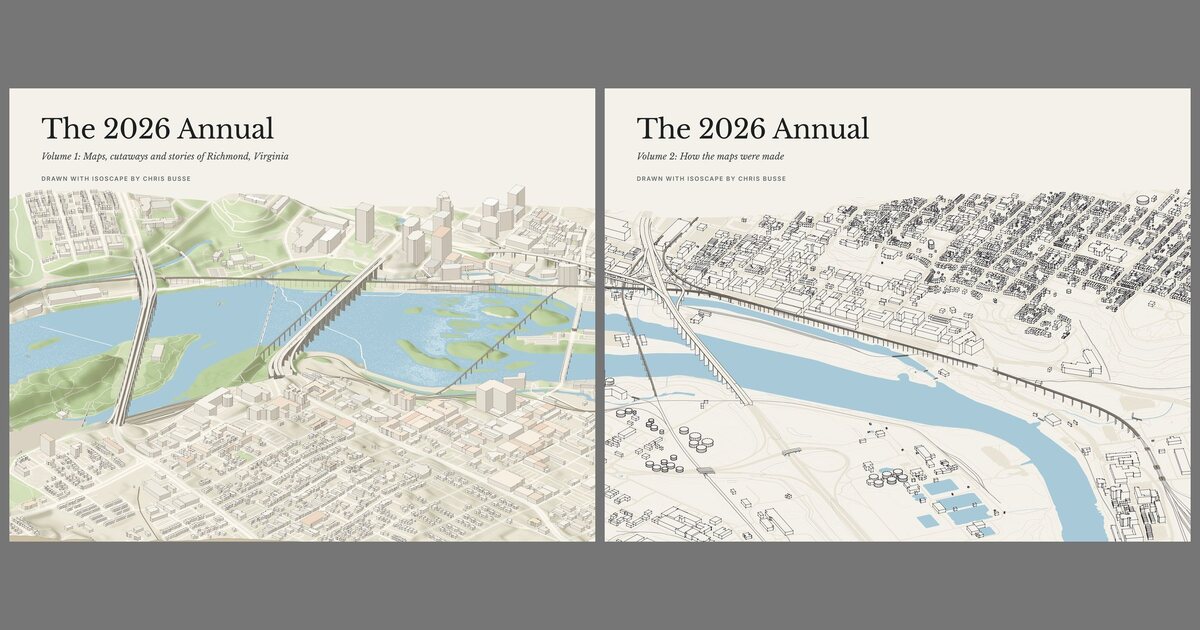 The 2026 Annual
Volume 1: Maps, cutaways and stories of Richmond, Virginia
DRAWN WITH ISOSCAPE BY CHRIS BUSSE
The 2026 Annual
Volume 2: How the maps were made
DRAWN WITH ISOSCAPE BY CHRIS BUSSE